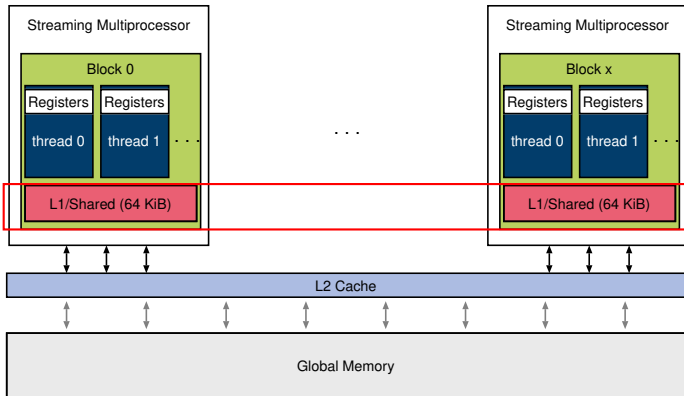 Streaming Multiprocessor
Streaming Multiprocessor
Block 0
Block x
Registers
Registers
Registers
Registers
thread 0
thread 1
. . .
. . .
thread 0
thread 1
. . .
L1/Shared (64 KiB)
L1/Shared (64 KiB)
L2 Cache
Global Memory